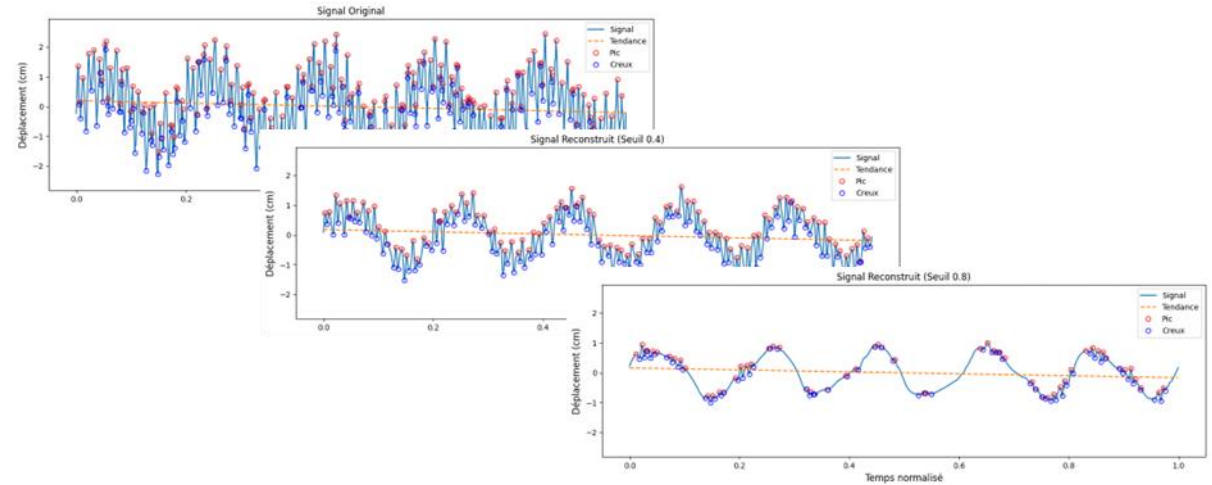 Signal Original
Déplacement (cm)
2
1
0
−1
−2
0.0
0.2
Signal
Tendance
Pic
Creux
Signal Reconstruit (Seuil 0.4)
Déplacement (cm)
2
1
0
−1
−2
0.0
0.2
0.4
Signal
Tendance
Pic
Creux
Signal Reconstruit (Seuil 0.8)
Déplacement (cm)
2
1
0
−1
−2
0.0
0.2
0.4
0.6
0.8
1.0
Temps normalisé
Signal
Tendance
Pic
Creux